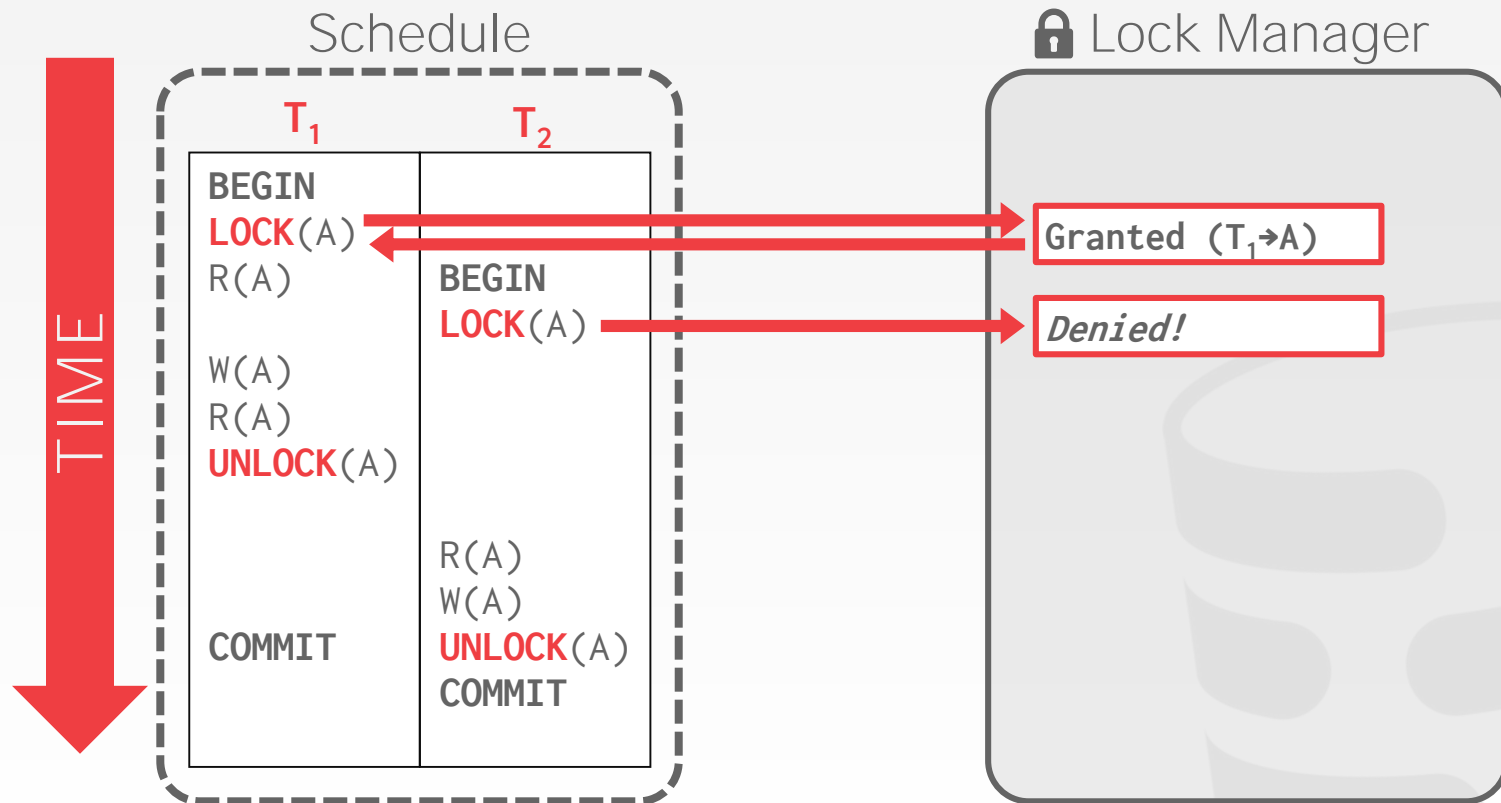 Schedule
Lock Manager
TIME
T₁ T₂
BEGIN
LOCK(A)
Granted (T₁→A)
R(A) BEGIN
LOCK(A)
Denied!
W(A)
R(A)
UNLOCK(A)
R(A)
W(A)
COMMIT UNLOCK(A)
COMMIT